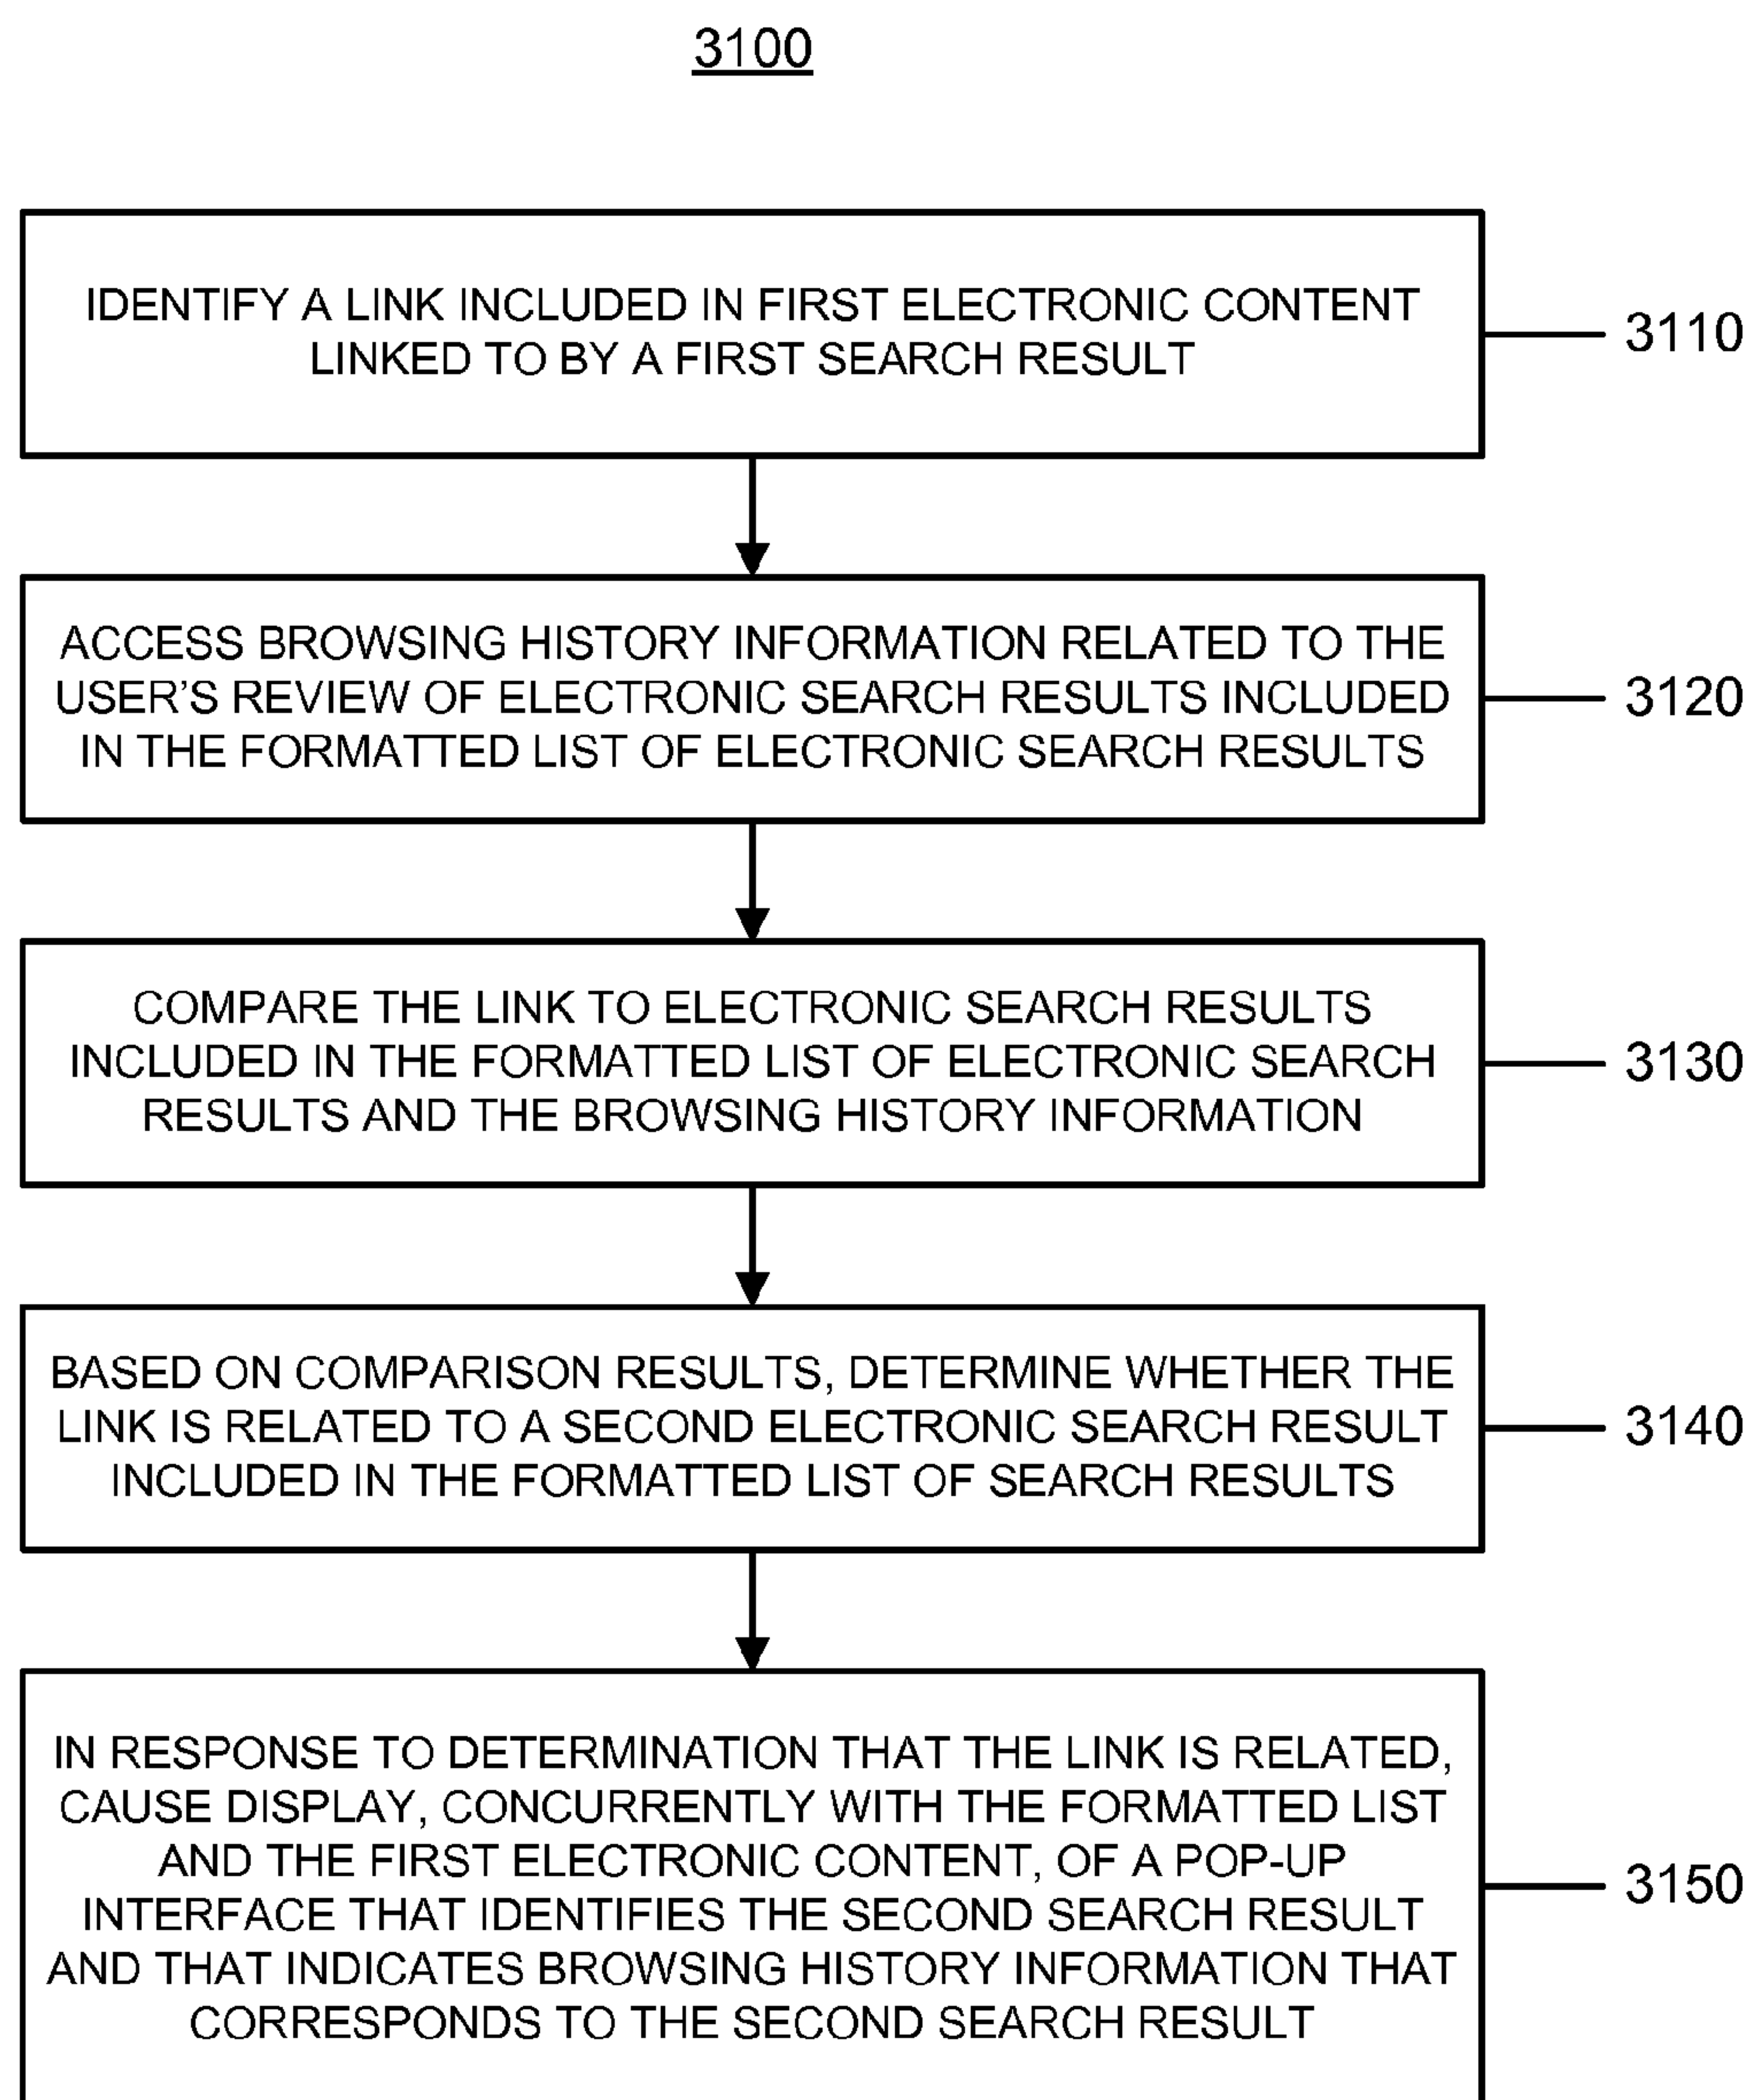 3100
IDENTIFY A LINK INCLUDED IN FIRST ELECTRONIC CONTENT
LINKED TO BY A FIRST SEARCH RESULT
3110
ACCESS BROWSING HISTORY INFORMATION RELATED TO THE
USER'S REVIEW OF ELECTRONIC SEARCH RESULTS INCLUDED
IN THE FORMATTED LIST OF ELECTRONIC SEARCH RESULTS
3120
COMPARE THE LINK TO ELECTRONIC SEARCH RESULTS
INCLUDED IN THE FORMATTED LIST OF ELECTRONIC SEARCH
RESULTS AND THE BROWSING HISTORY INFORMATION
3130
BASED ON COMPARISON RESULTS, DETERMINE WHETHER THE
LINK IS RELATED TO A SECOND ELECTRONIC SEARCH RESULT
INCLUDED IN THE FORMATTED LIST OF SEARCH RESULTS
3140
IN RESPONSE TO DETERMINATION THAT THE LINK IS RELATED,
CAUSE DISPLAY, CONCURRENTLY WITH THE FORMATTED LIST
AND THE FIRST ELECTRONIC CONTENT, OF A POP-UP
INTERFACE THAT IDENTIFIES THE SECOND SEARCH RESULT
AND THAT INDICATES BROWSING HISTORY INFORMATION THAT
CORRESPONDS TO THE SECOND SEARCH RESULT
3150